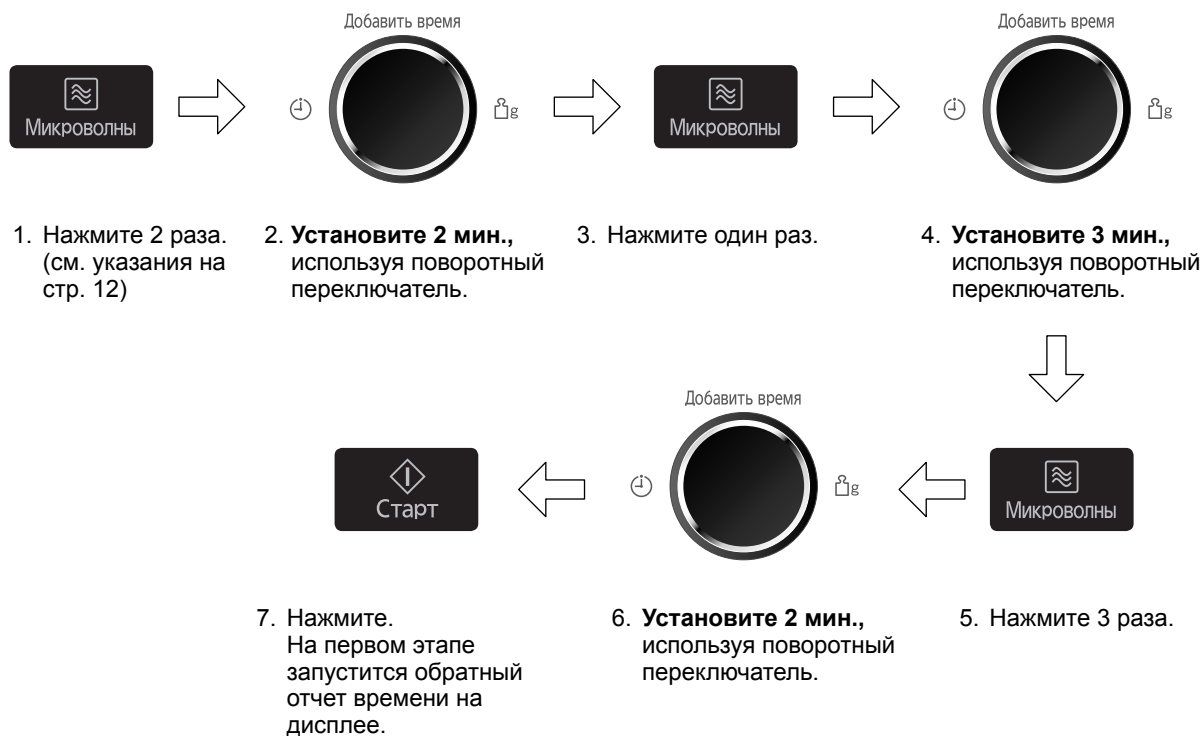 Добавить время
Добавить время
Микроволны
g
Микроволны
g
1. Нажмите 2 раза.
(см. указания на
стр. 12)
2. Установите 2 мин.,
используя поворотный
переключатель.
3. Нажмите один раз.
4. Установите 3 мин.,
используя поворотный
переключатель.
Добавить время
Старт
g
Микроволны
7. Нажмите.
На первом этапе
запустится обратный
отчет времени на
дисплее.
6. Установите 2 мин.,
используя поворотный
переключатель.
5. Нажмите 3 раза.